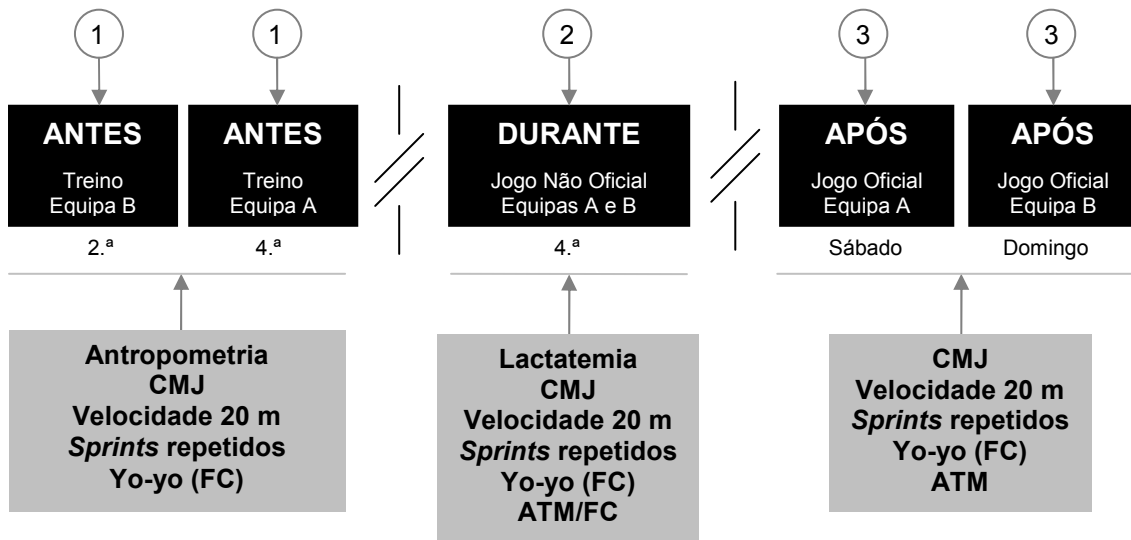 1
1
2
3
3
ANTES
Treino
Equipa B
2.ª
ANTES
Treino
Equipa A
4.ª
DURANTE
Jogo Não Oficial
Equipas A e B
4.ª
APÓS
Jogo Oficial
Equipa A
Sábado
APÓS
Jogo Oficial
Equipa B
Domingo
Antropometria
CMJ
Velocidade 20 m
Sprints repetidos
Yo-yo (FC)
Lactatemia
CMJ
Velocidade 20 m
Sprints repetidos
Yo-yo (FC)
ATM/FC
CMJ
Velocidade 20 m
Sprints repetidos
Yo-yo (FC)
ATM